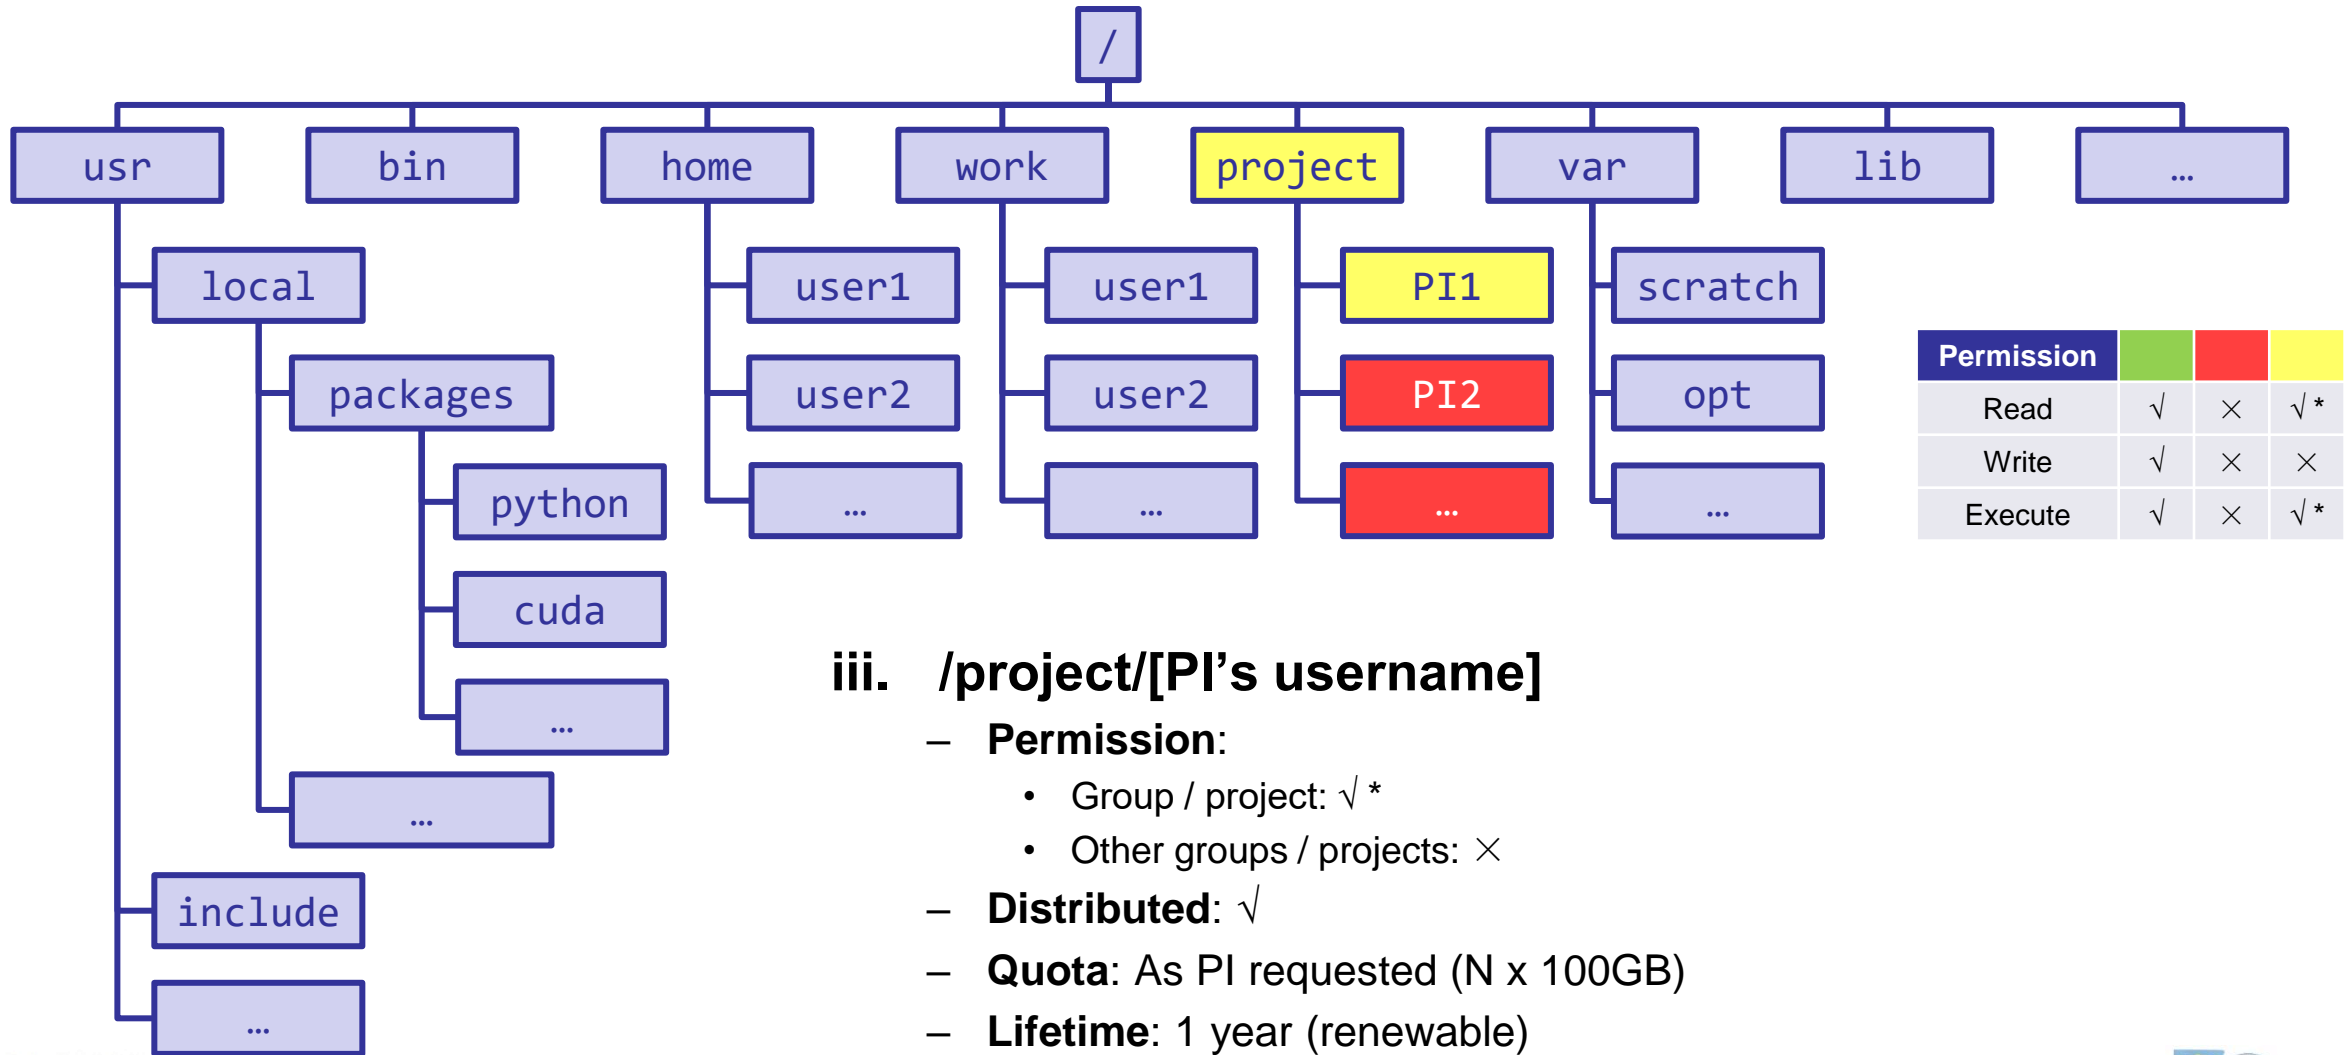 /
usr bin home work project var lib …
local user1 user1 PI1 scratch
packages user2 user2 PI2 opt
python … … … …
cuda
…
…
include
…
Permission
Read √ × √ *
Write √ × ×
Execute √ × √ *
iii. /project/[PI’s username]
– Permission:
• Group / project: √ *
• Other groups / projects: ×
– Distributed: √
– Quota: As PI requested (N x 100GB)
– Lifetime: 1 year (renewable)